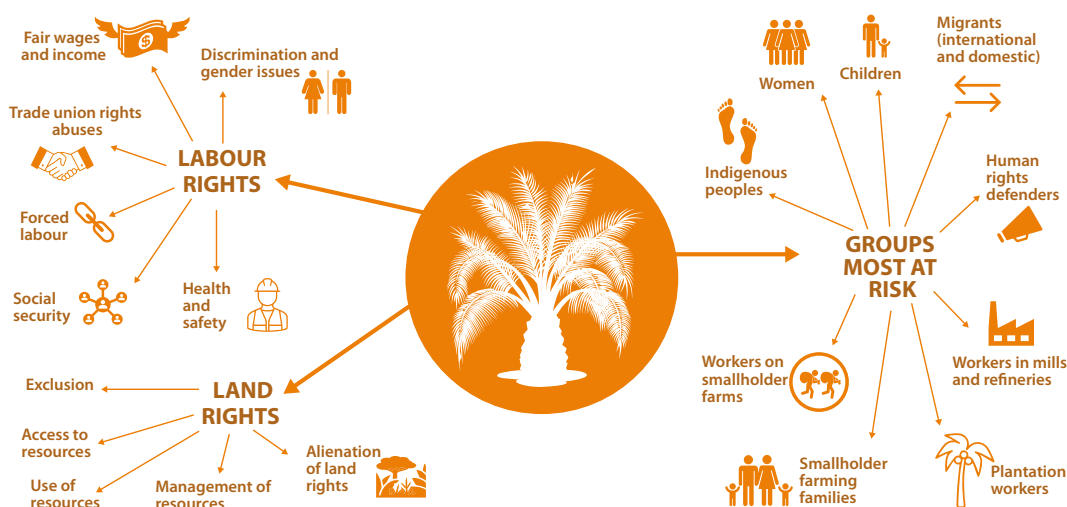 Fair wages
and income
Discrimination and
gender issues
Trade union rights
abuses
LABOUR
RIGHTS
Forced
labour
Social
security
Health
and
safety
$
Exclusion
LAND
RIGHTS
Access to
resources
Use of
resources
Management of
resources
Alienation
of land
rights
Women
Children
Migrants
(international
and domestic)
Indigenous
peoples
Human
rights
defenders
GROUPS
MOST AT
RISK
Workers on
smallholder
farms
Workers in mills
and refineries
Smallholder
farming
families
Plantation
workers